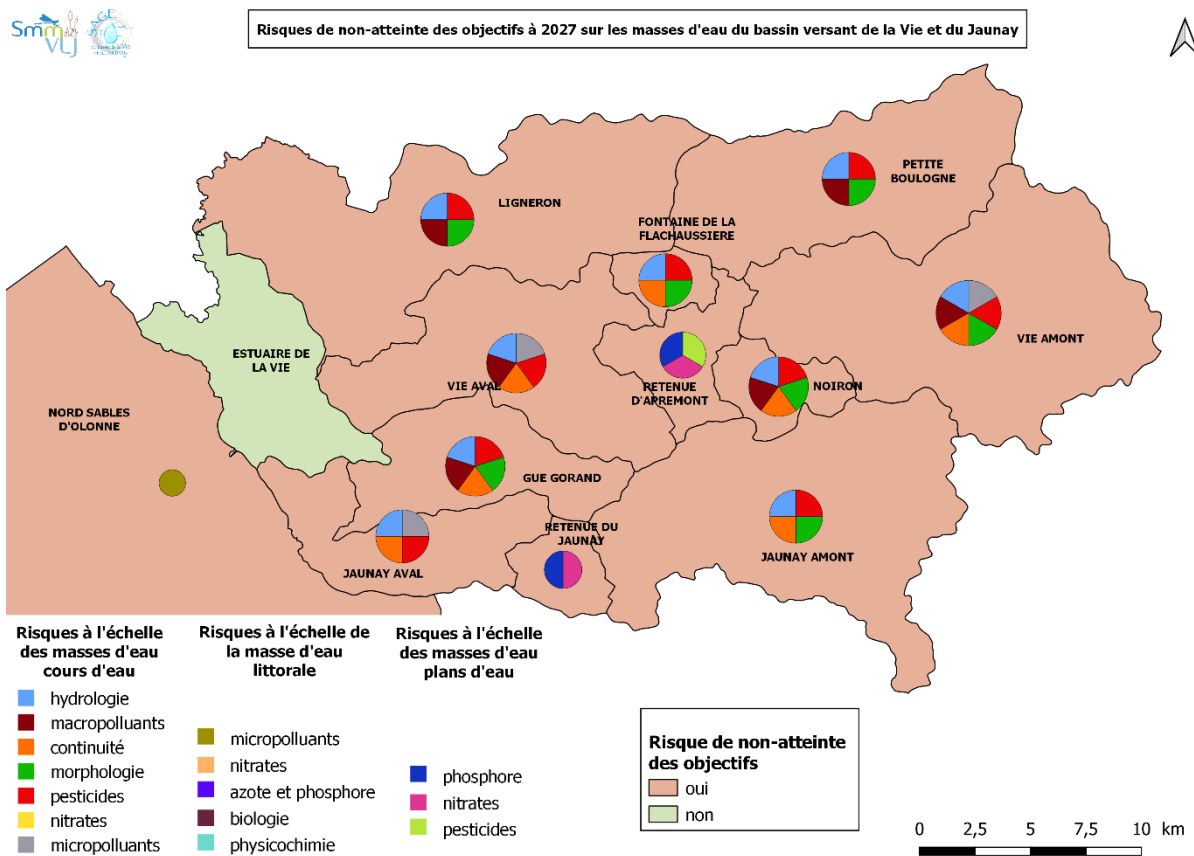 Smm
VLJ
Risques de non-atteinte des objectifs à 2027 sur les masses d'eau du bassin versant de la Vie et du Jaunay
PETITE
BOULOGNE
LIGNERON
FONTAINE DE LA
FLACHAUSSIERE
VIE AMONT
ESTUAIRE DE
LA VIE
VIE AVAL
RETENUE
D'APREMONT
NOIRON
NORD SABLES
D'OLONNE
GUE GORAND
RETENUE DU
JAUNAY
JAUNAY AMONT
JAUNAY AVAL
Risques à l'échelle
des masses d'eau
cours d'eau
hydrologie
macropolluants
continuité
morphologie
pesticides
nitrates
micropolluants
Risques à l'échelle de
la masse d'eau
littorale
micropolluants
nitrates
azote et phosphore
biologie
physicochimie
Risques à l'échelle
des masses d'eau
plans d'eau
phosphore
nitrates
pesticides
Risque de non-atteinte
des objectifs
oui
non
0 2,5 5 7,5 10 km